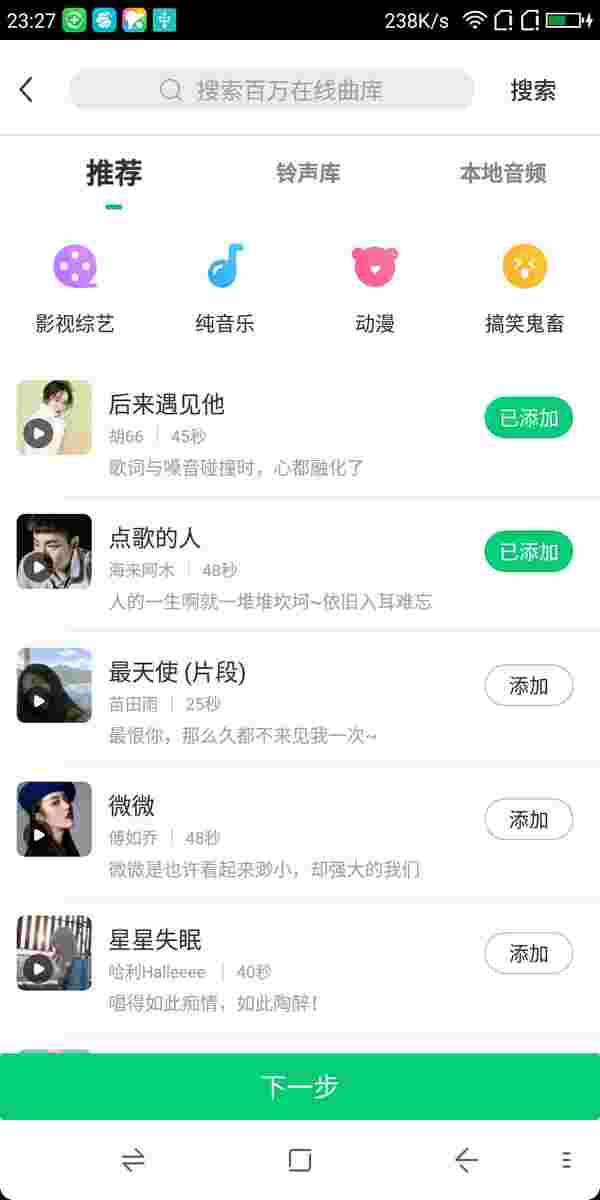 23:27
238K/s
搜索百万在线曲库
搜索
推荐
铃声库
本地音频
影视综艺
纯音乐
动漫
搞笑鬼畜
后来遇见他
已添加
胡66 | 45秒
歌词与嗓音碰撞时，心都融化了
点歌的人
已添加
海来阿木 | 48秒
人的一生啊就一堆堆坎坷~依旧入耳难忘
最天使 (片段)
添加
苗田雨 | 25秒
最恨你，那么久都不来见我一次~
微微
添加
傅如乔 | 48秒
微微是也许看起来渺小，却强大的我们
星星失眠
添加
哈利Halleeee | 40秒
唱得如此痴情，如此陶醉！
下一步